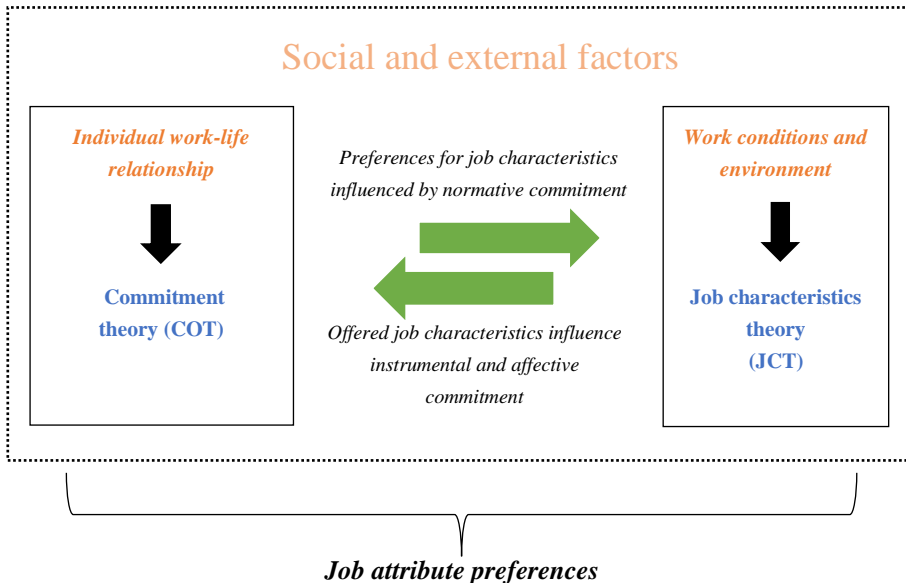 Social and external factors
Individual work-life
relationship
Commitment
theory (COT)
Preferences for job characteristics
influenced by normative commitment
Offered job characteristics influence
instrumental and affective
commitment
Work conditions and
environment
Job characteristics
theory
(JCT)
Job attribute preferences